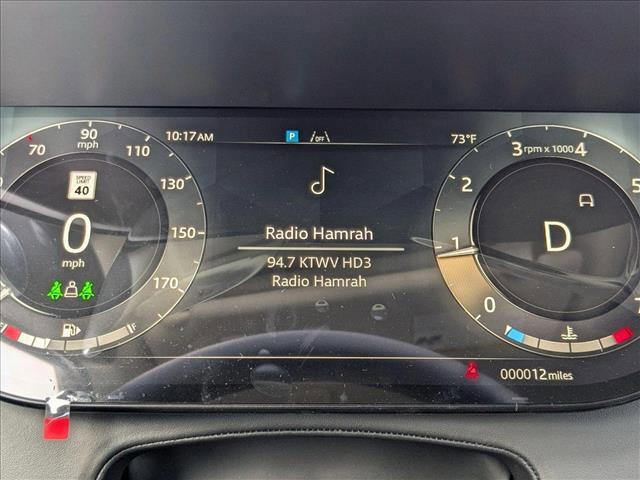 10:17AM
P
OFF
73°F
70
90
mph
110
130
150
170
SPEED
LIMIT
40
0
mph
E
F
Radio Hamrah
94.7 KTWV HD3
Radio Hamrah
3 rpm x 1000 4
2
5
1
0
D
000012miles